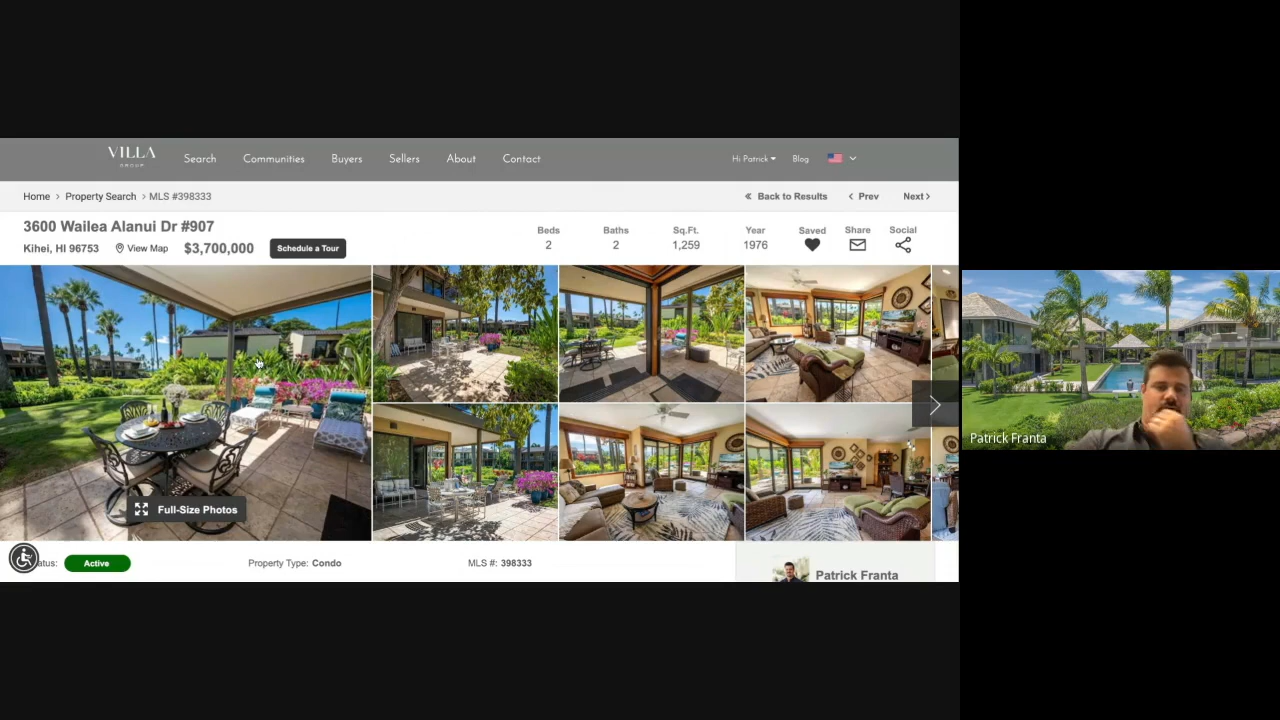 VILLA
GROUP
Search Communities Buyers Sellers About Contact
Hi Patrick Blog
Home > Property Search > MLS #398333
Back to Results Prev Next
3600 Wailea Alanui Dr #907
Kihei, HI 96753 View Map $3,700,000 Schedule a Tour
Beds Baths Sq.Ft. Year Saved Share Social
2 2 1,259 1976
Full-Size Photos
Active Property Type: Condo MLS #: 398333
Patrick Franta
Patrick Franta